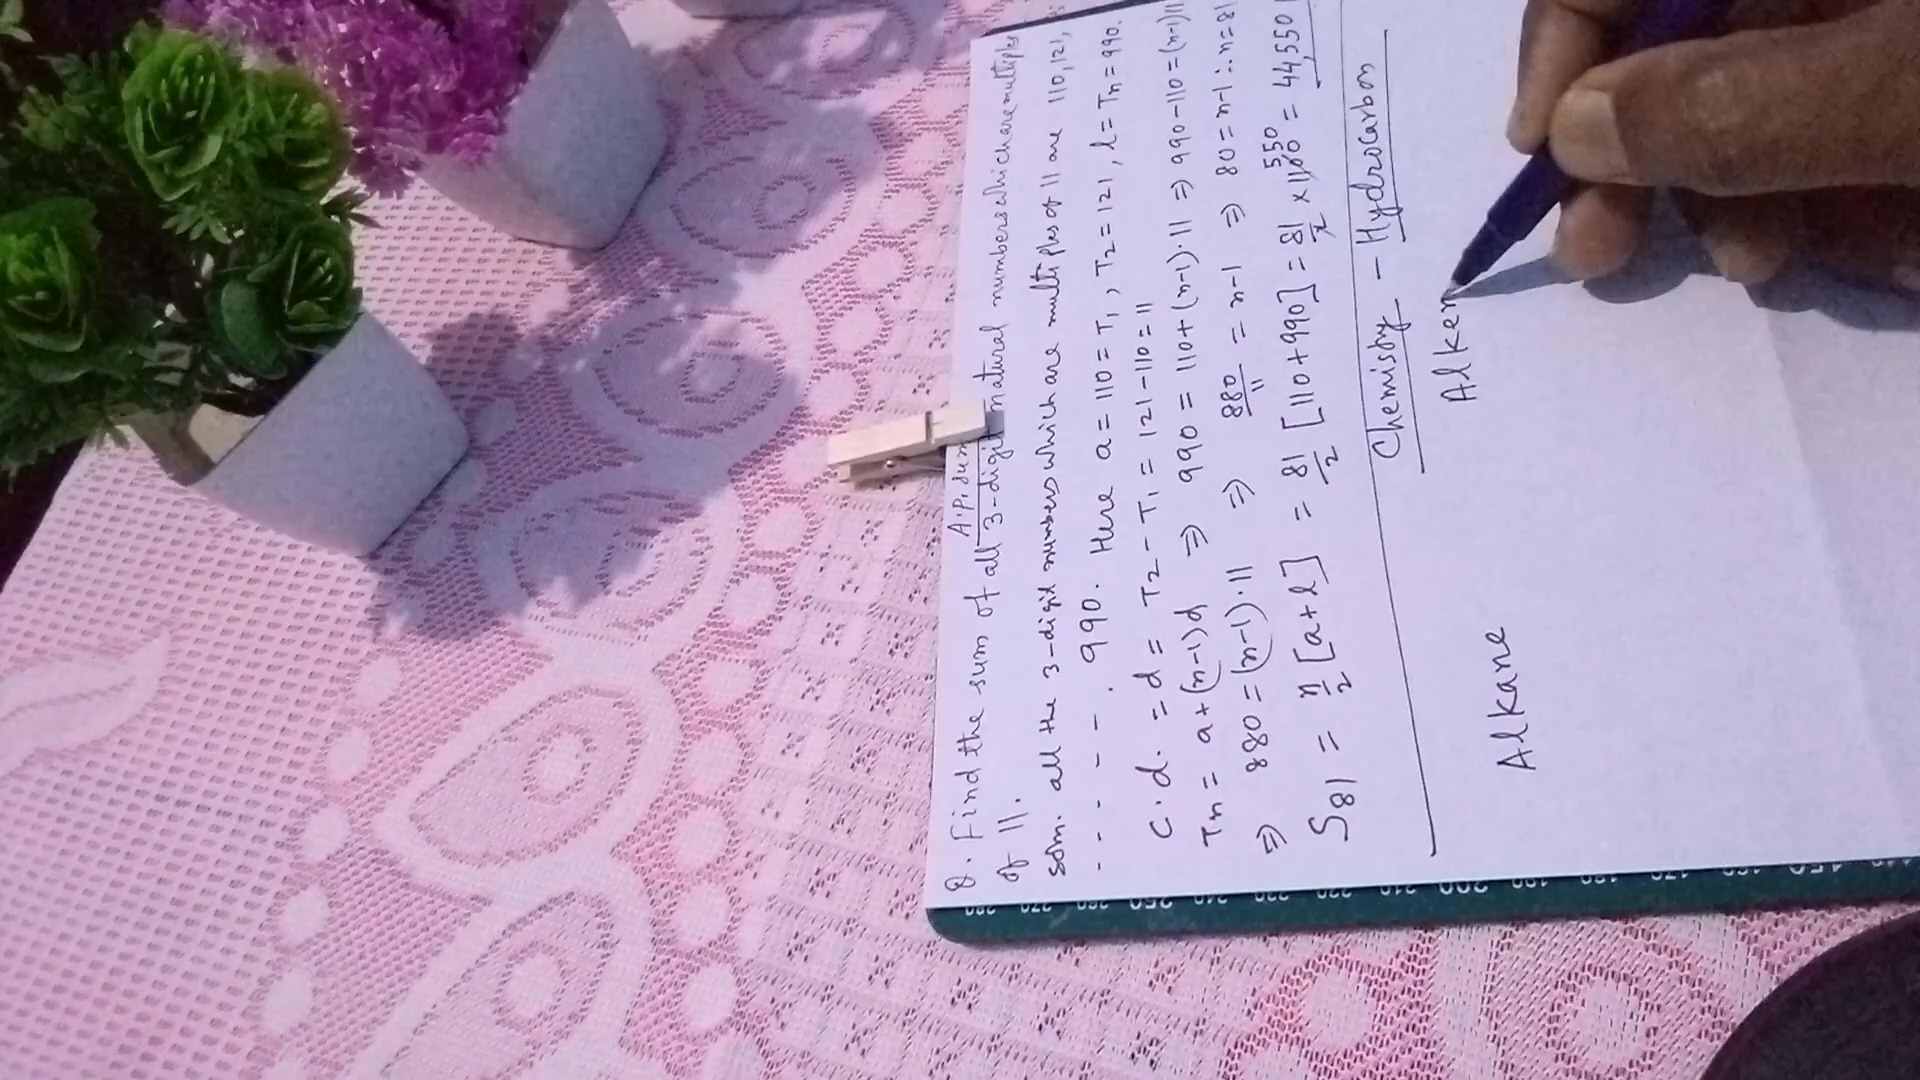 A.P. sum
Q. Find the sum of all 3-digit natural numbers which are multiples
of 11.
Soln. all the 3-digit numbers which are multiples of 11 are 110, 121,
- - - - - . 990. Here a = 110 = T₁, T₂ = 121, l = Tn = 990.
C.d. = d = T₂ - T₁ = 121 - 110 = 11
Tn = a + (n-1)d ⇒ 990 = 110 + (n-1).11 ⇒ 990 - 110 = (n-1)11
⇒ 880 = (n-1).11 ⇒ 880/11 = n-1 ⇒ 80 = n-1 ∴ n = 81
S₈₁ = n/2 [a+l] = 81/2 [110+990] = 81/2 × 1100 550 = 44,550
Chemistry - Hydrocarbon
Alkane Alken